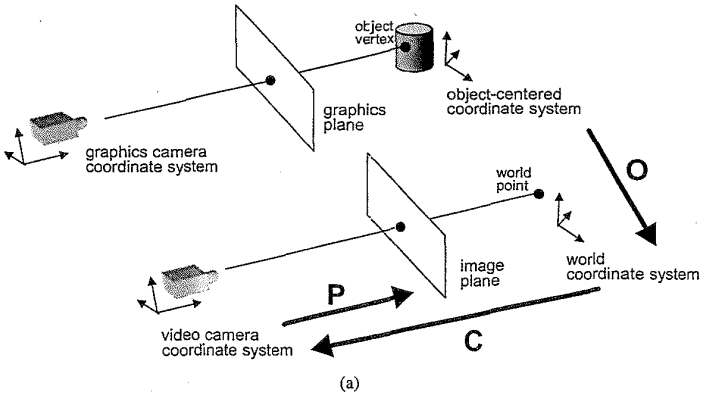 object
vertex
object-centered
coordinate system
graphics
plane
graphics camera
coordinate system
O
world
point
world
coordinate system
image
plane
P
video camera
coordinate system
C
(a)